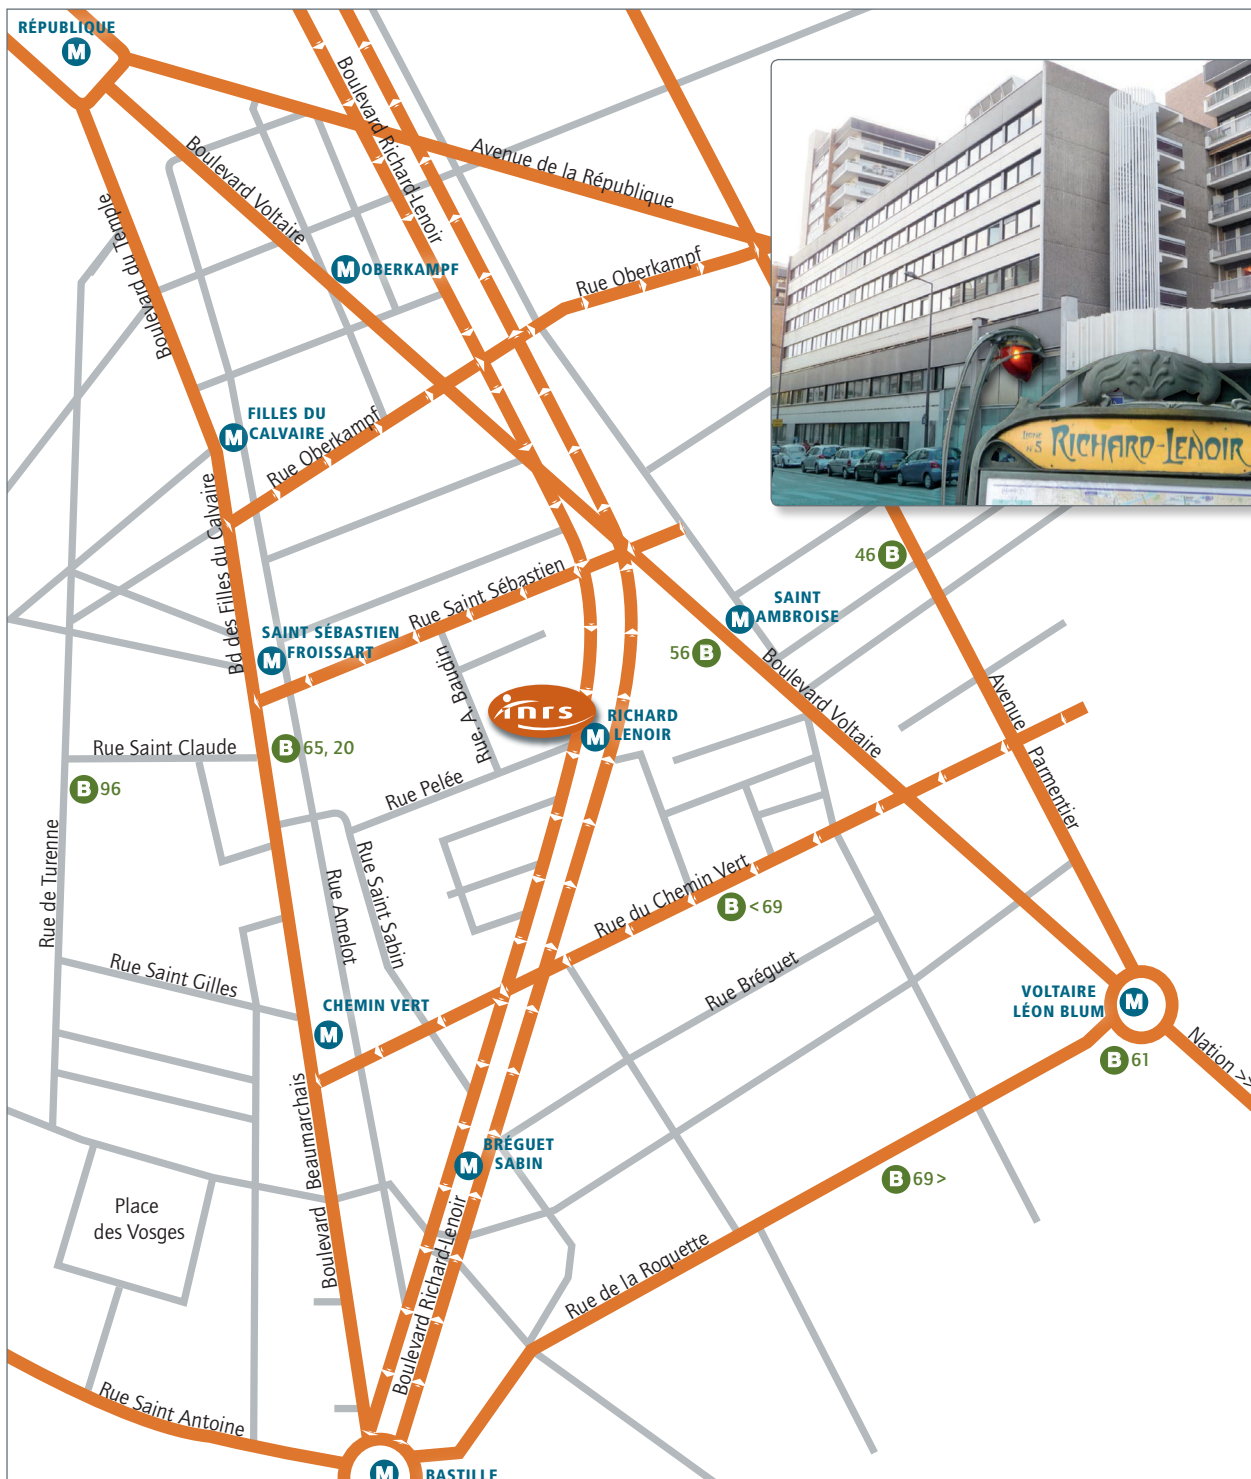 RÉPUBLIQUE
M
Boulevard Richard-Lenoir
Avenue de la République
Boulevard Voltaire
Boulevard du Temple
M OBERKAMPF
Rue Oberkampf
LIGNE
N°5
RICHARD-LENOIR
FILLES DU
CALVAIRE
M
Rue Oberkampf
Bd des Filles du Calvaire
46 B
Rue Saint Sébastien
SAINT
AMBROISE
M
SAINT SÉBASTIEN
FROISSART
M
56 B
Rue. A. Baudin
Boulevard Voltaire
Avenue Parmentier
inrs
RICHARD
LENOIR
M
Rue Saint Claude
B 65, 20
B 96
Rue Pelée
Rue de Turenne
Rue Saint Sabin
Rue Amelot
Rue du Chemin Vert
B < 69
Rue Saint Gilles
Rue Bréguet
CHEMIN VERT
M
VOLTAIRE
LÉON BLUM
M
Nation >>
B 61
Boulevard Beaumarchais
BRÉGUET
SABIN
M
B 69 >
Place
des Vosges
Boulevard Richard-Lenoir
Rue de la Roquette
Rue Saint Antoine
M BASTILLE